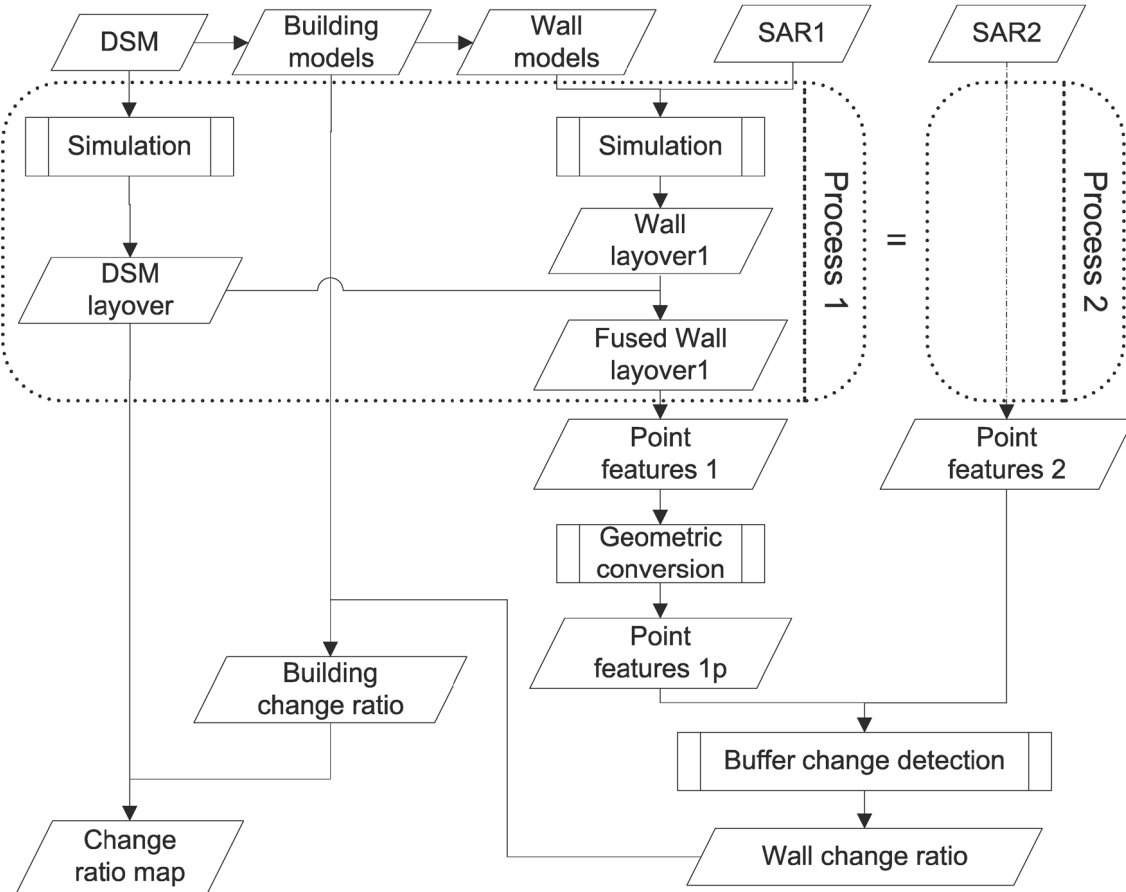 DSM
Building
models
Wall
models
SAR1
SAR2
Simulation
Simulation
Process 1
=
Process 2
Wall
layover1
DSM
layover
Fused Wall
layover1
Point
features 1
Point
features 2
Geometric
conversion
Point
features 1p
Building
change ratio
Buffer change detection
Change
ratio map
Wall change ratio